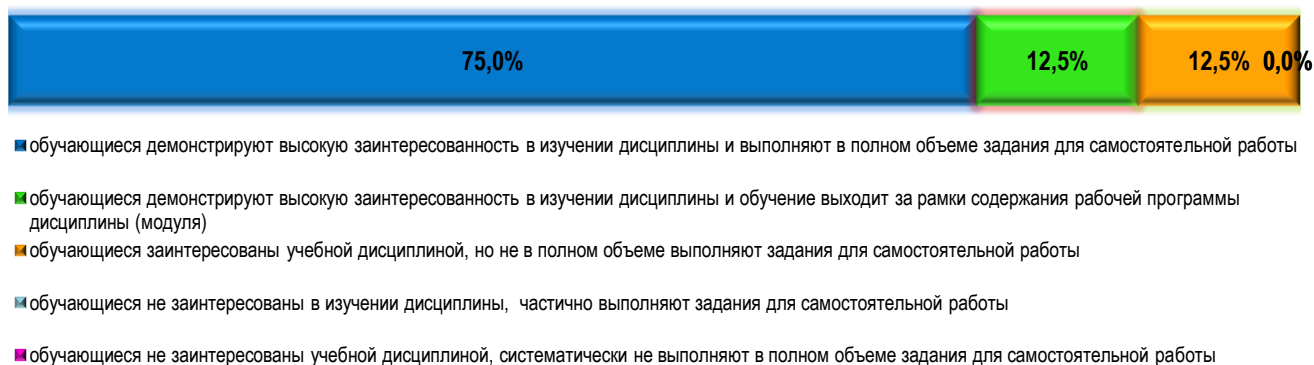 75,0% 12,5% 12,5% 0,0%
обучающиеся демонстрируют высокую заинтересованность в изучении дисциплины и выполняют в полном объеме задания для самостоятельной работы
обучающиеся демонстрируют высокую заинтересованность в изучении дисциплины и обучение выходит за рамки содержания рабочей программы
дисциплины (модуля)
обучающиеся заинтересованы учебной дисциплиной, но не в полном объеме выполняют задания для самостоятельной работы
обучающиеся не заинтересованы в изучении дисциплины, частично выполняют задания для самостоятельной работы
обучающиеся не заинтересованы учебной дисциплиной, систематически не выполняют в полном объеме задания для самостоятельной работы